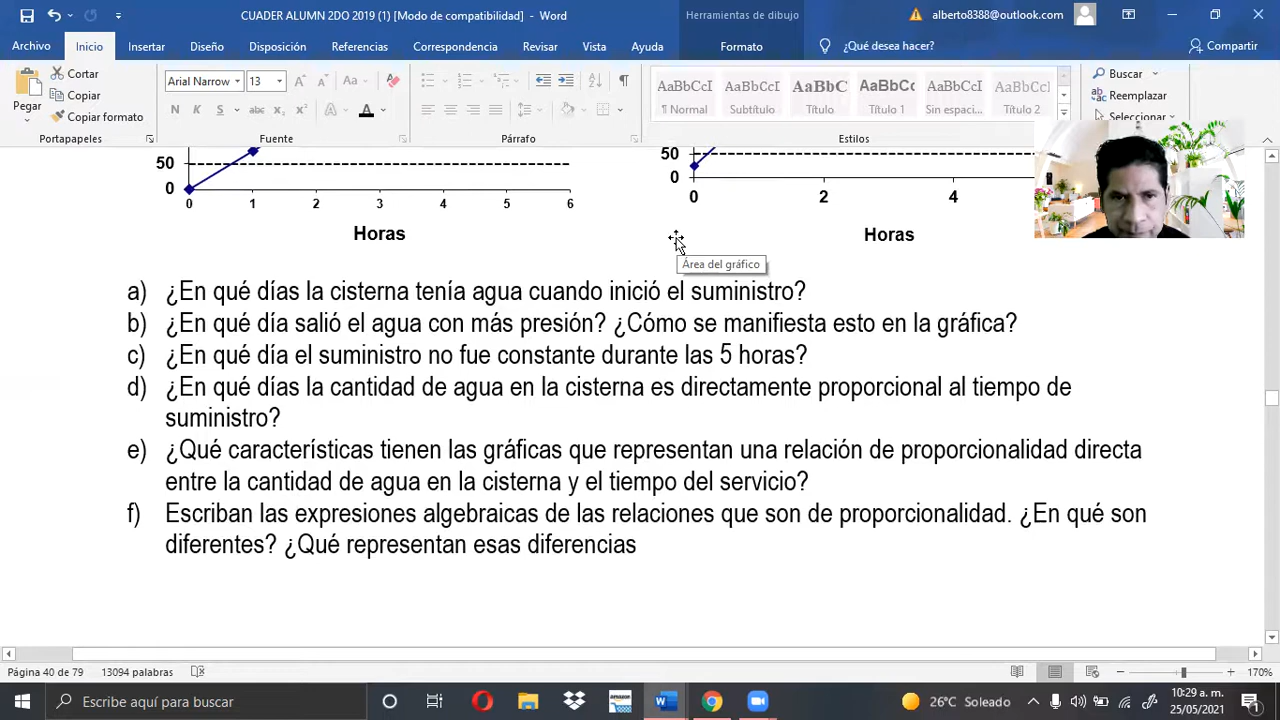 CUADER ALUMN 2DO 2019 (1) [Modo de compatibilidad] - Word
Herramientas de dibujo
alberto8388@outlook.com
Archivo Inicio Insertar Diseño Disposición Referencias Correspondencia Revisar Vista Ayuda Formato ¿Qué desea hacer? Compartir
Pegar
Cortar
Copiar
Copiar formato
Portapapeles
Arial Narrow 13
N K S abc x₂ x²
Fuente
Párrafo
AaBbCcI AaBbCcI AaBbC AaBbCc AaBbCcI AaBbCcI
¶ Normal Subtítulo Título Título 1 Sin espaci... Título 2
Estilos
Buscar
Reemplazar
Seleccionar
50
0
0 1 2 3 4 5 6
Horas
50
0
0 2 4
Horas
Área del gráfico
a) ¿En qué días la cisterna tenía agua cuando inició el suministro?
b) ¿En qué día salió el agua con más presión? ¿Cómo se manifiesta esto en la gráfica?
c) ¿En qué día el suministro no fue constante durante las 5 horas?
d) ¿En qué días la cantidad de agua en la cisterna es directamente proporcional al tiempo de
suministro?
e) ¿Qué características tienen las gráficas que representan una relación de proporcionalidad directa
entre la cantidad de agua en la cisterna y el tiempo del servicio?
f) Escriban las expresiones algebraicas de las relaciones que son de proporcionalidad. ¿En qué son
diferentes? ¿Qué representan esas diferencias
Página 40 de 79 13094 palabras
170%
Escribe aquí para buscar
26°C Soleado
10:29 a. m.
25/05/2021